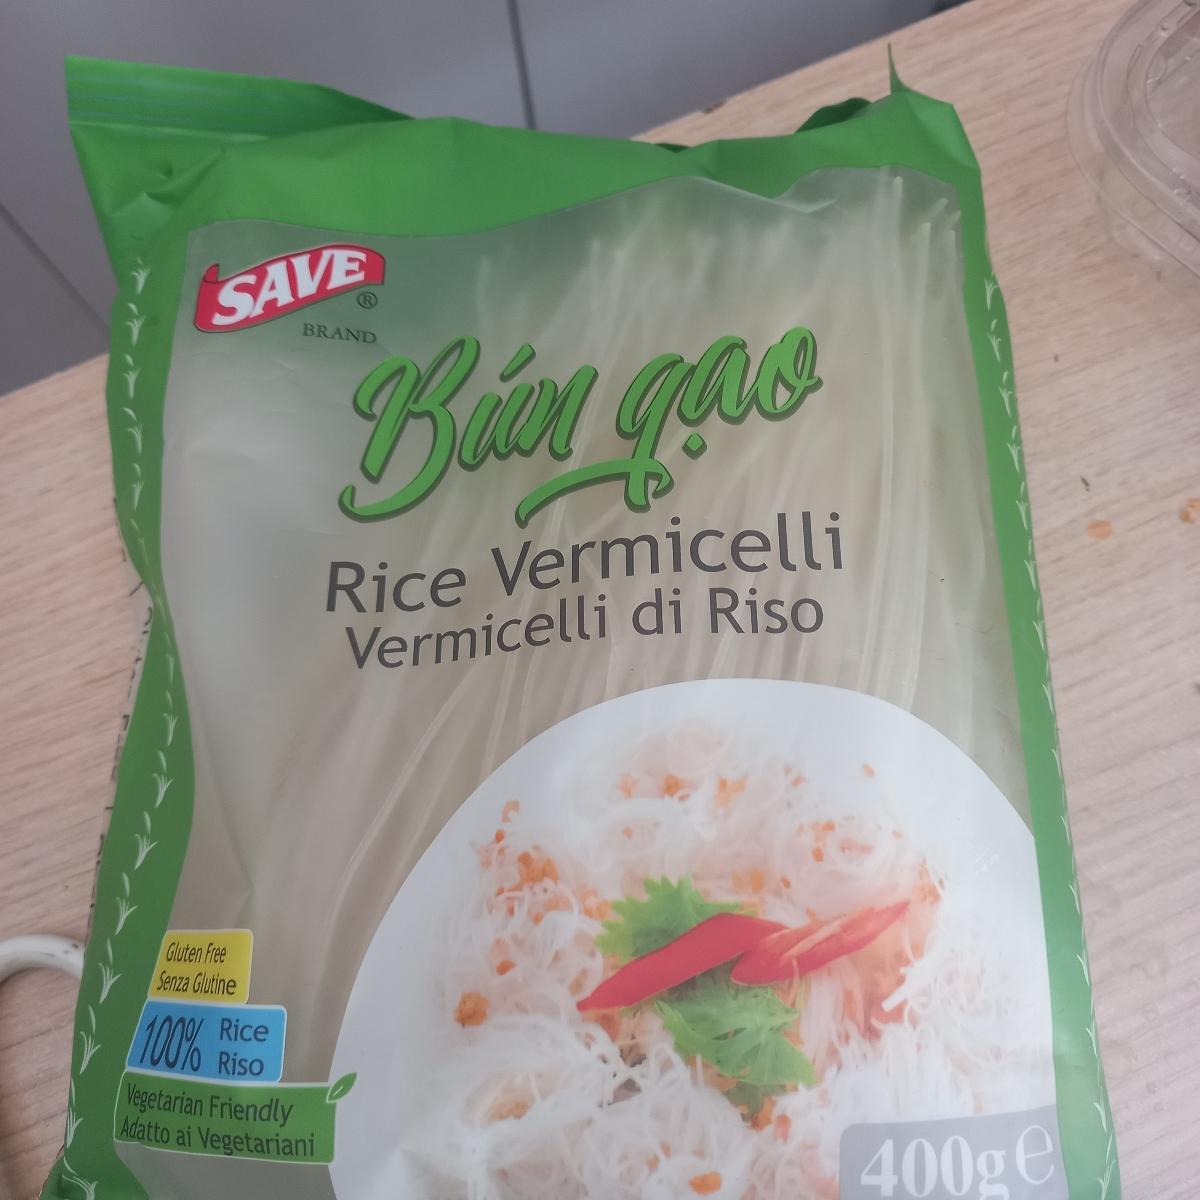 SAVE
®
BRAND
Bún gạo
Rice Vermicelli
Vermicelli di Riso
Gluten Free
Senza Glutine
100% Rice
Riso
Vegetarian Friendly
Adatto ai Vegetariani
400g e